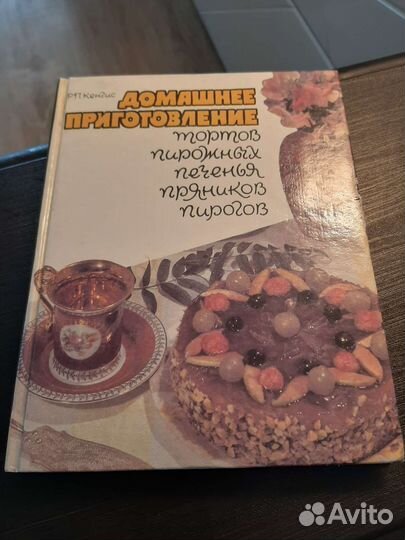 Р.П. Кенгис
ДОМАШНЕЕ
ПРИГОТОВЛЕНИЕ
тортов
пирожных
печенья
пряников
пирогов
Avito